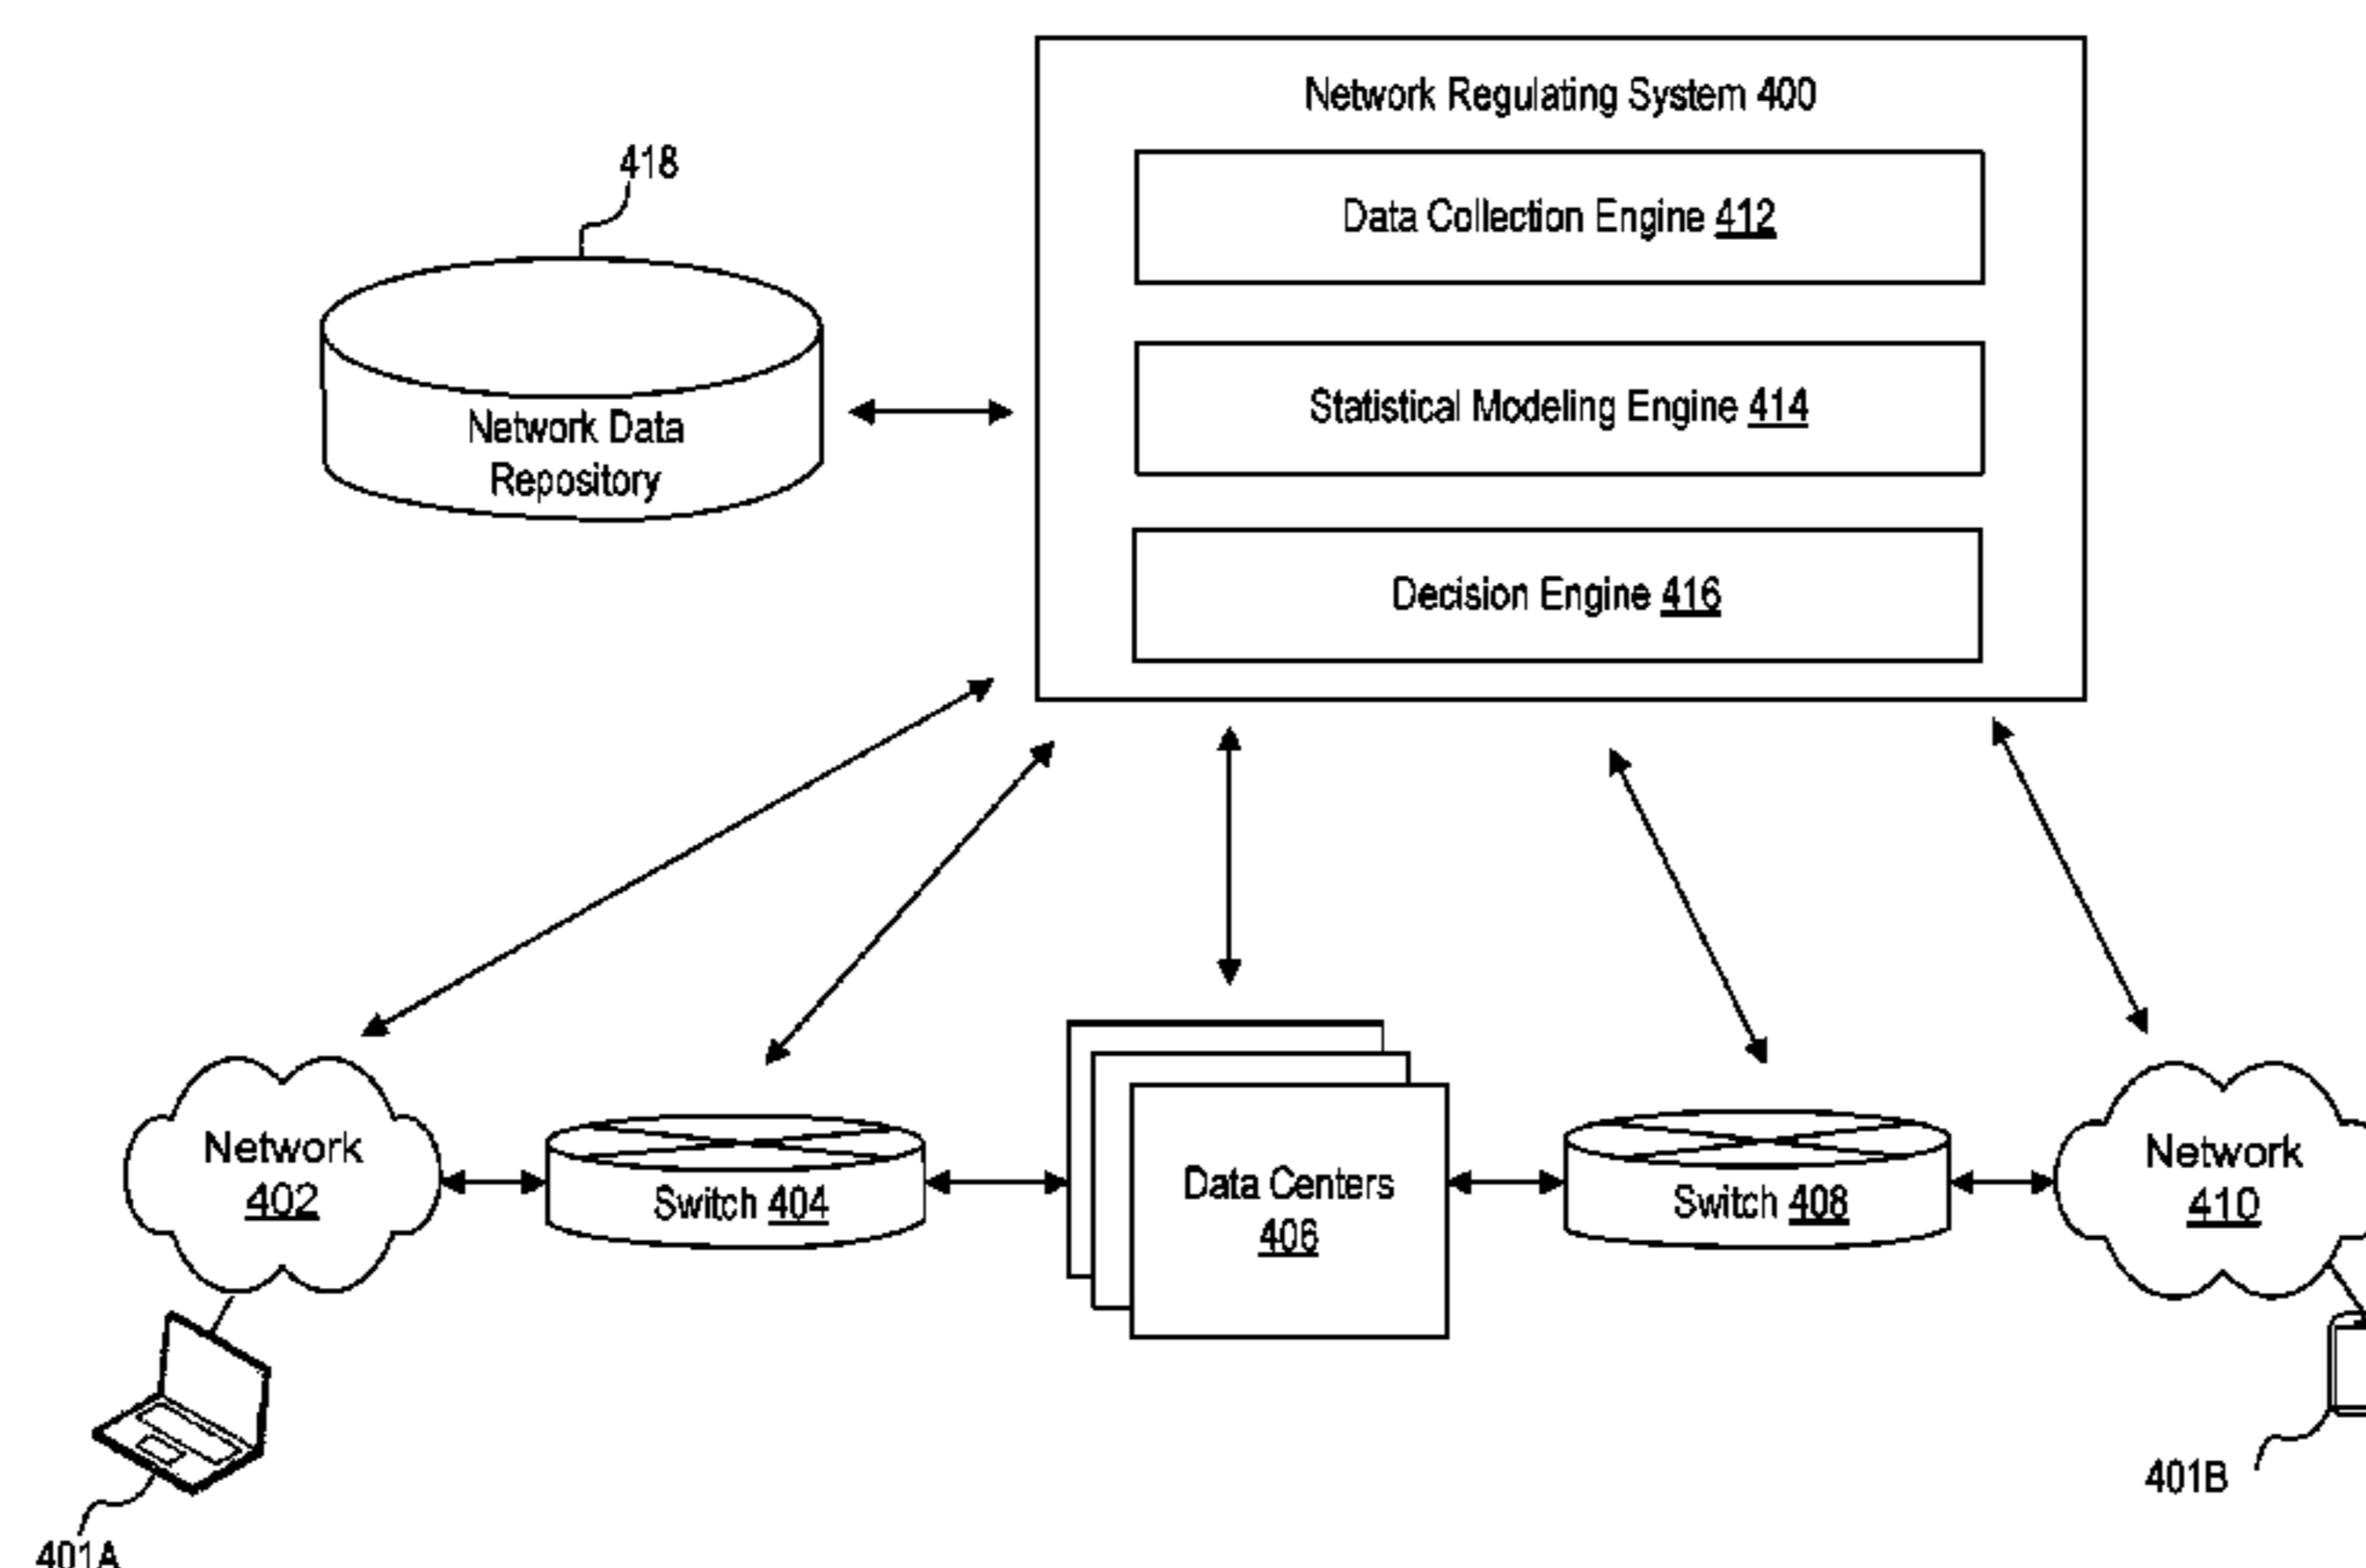 Network Regulating System 400
418
Data Collection Engine 412
Statistical Modeling Engine 414
Network Data
Repository
Decision Engine 416
Network
402
Switch 404
Data Centers
406
Switch 408
Network
410
401A
401B